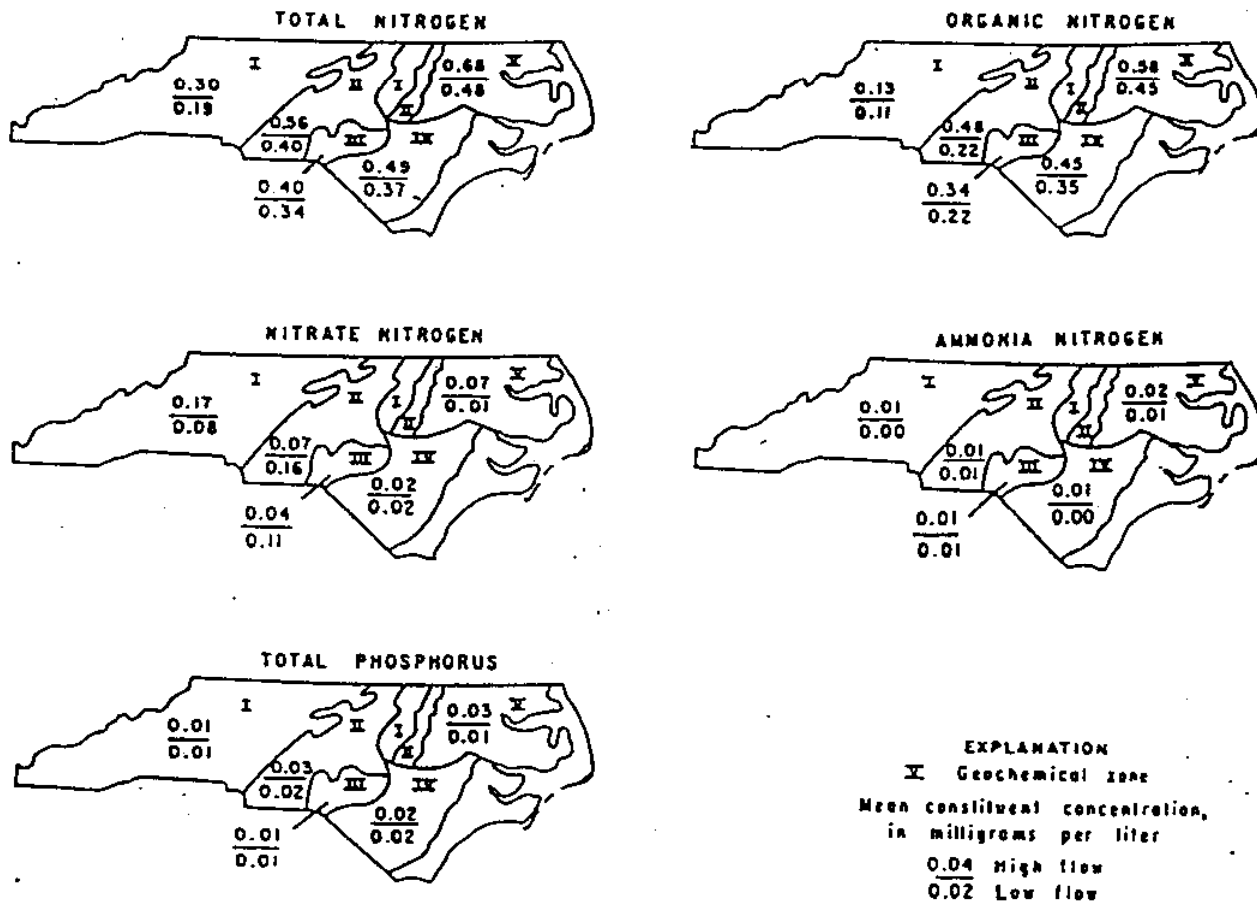 TOTAL NITROGEN
I
II
I
II
III
IV
V
0.30
0.19
0.56
0.40
0.40
0.34
0.49
0.37
0.68
0.48
ORGANIC NITROGEN
I
II
I
II
III
IV
V
0.13
0.11
0.48
0.22
0.34
0.22
0.45
0.35
0.58
0.45
NITRATE NITROGEN
I
II
I
II
III
IV
V
0.17
0.08
0.07
0.16
0.04
0.11
0.02
0.02
0.07
0.01
AMMONIA NITROGEN
I
II
I
II
III
IV
V
0.01
0.00
0.01
0.01
0.01
0.01
0.01
0.00
0.02
0.01
TOTAL PHOSPHORUS
I
II
I
II
III
IV
V
0.01
0.01
0.03
0.02
0.01
0.01
0.02
0.02
0.03
0.01
EXPLANATION
V Geochemical zone
Mean constituent concentration,
in milligrams per liter
0.04 High flow
0.02 Low flow